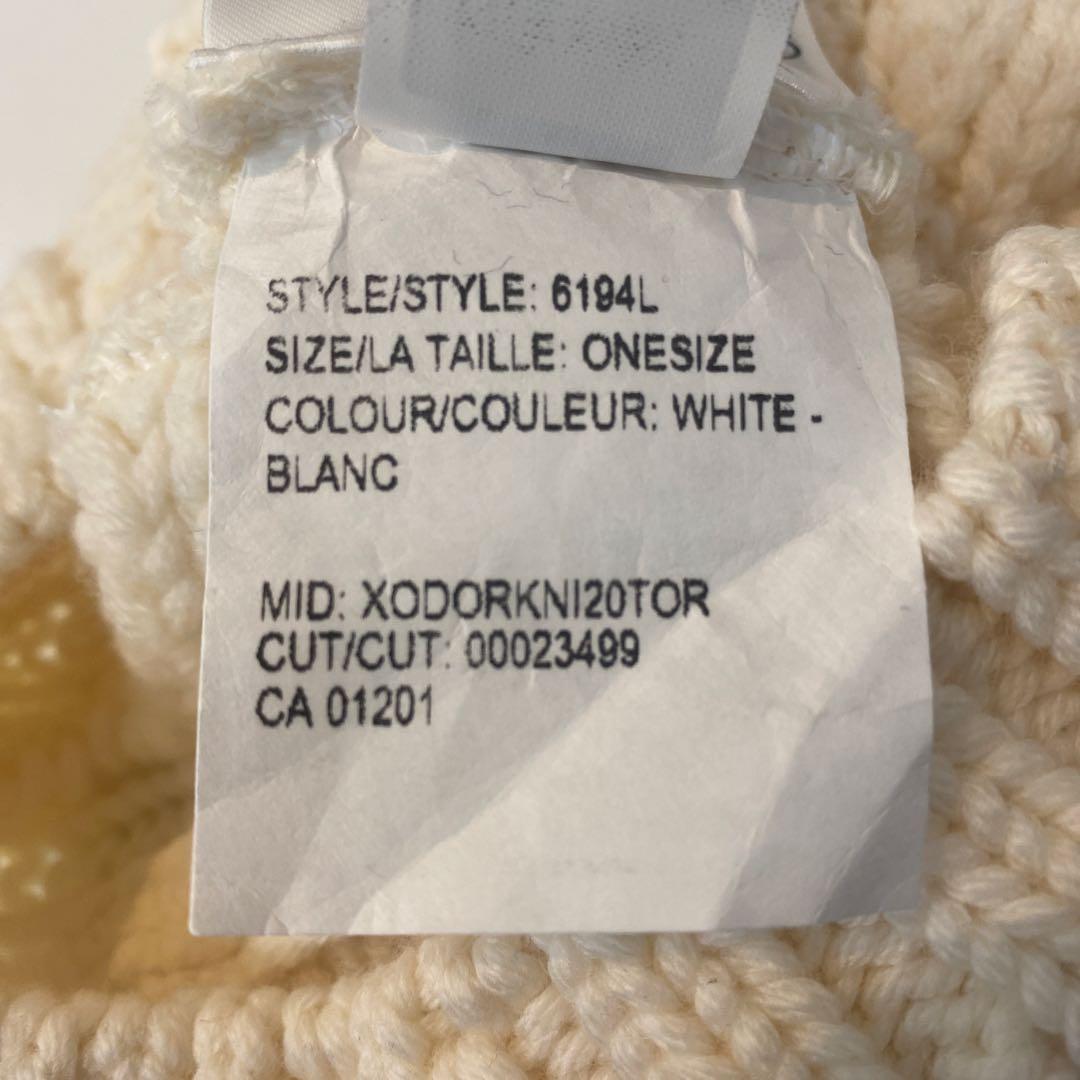 STYLE/STYLE: 6194L
SIZE/LA TAILLE: ONESIZE
COLOUR/COULEUR: WHITE -
BLANC
MID: XODORKNI20TOR
CUT/CUT: 00023499
CA 01201